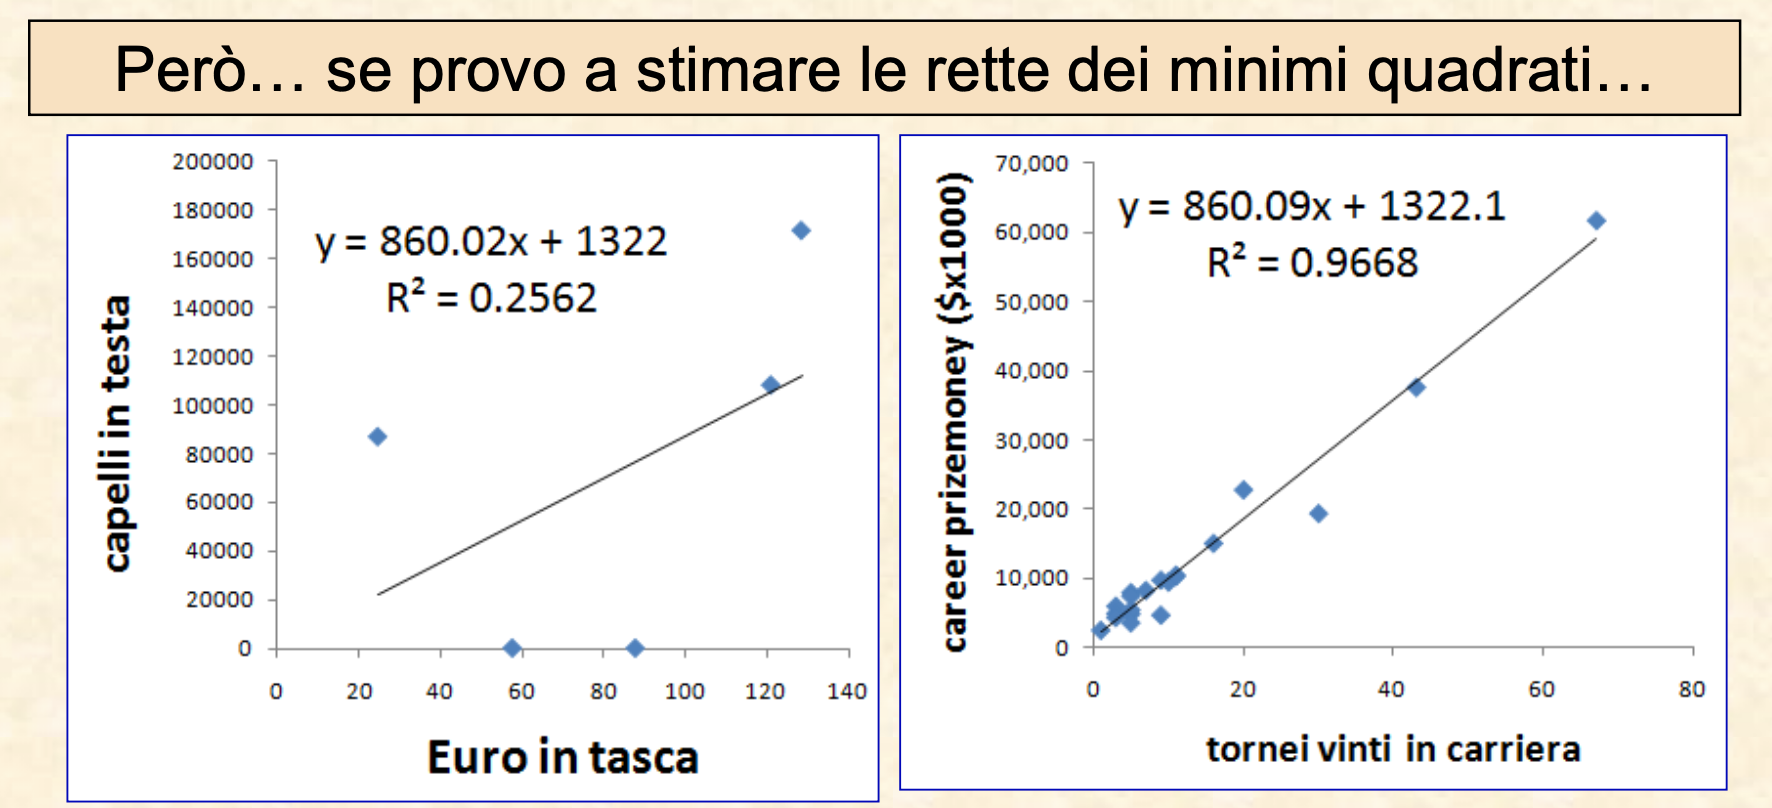 Però… se provo a stimare le rette dei minimi quadrati…
200000
180000
160000
140000
120000
100000
80000
60000
40000
20000
0
capelli in testa
y = 860.02x + 1322
R² = 0.2562
0 20 40 60 80 100 120 140
Euro in tasca
70,000
60,000
50,000
40,000
30,000
20,000
10,000
0
career prizemoney ($x1000)
y = 860.09x + 1322.1
R² = 0.9668
0 20 40 60 80
tornei vinti in carriera